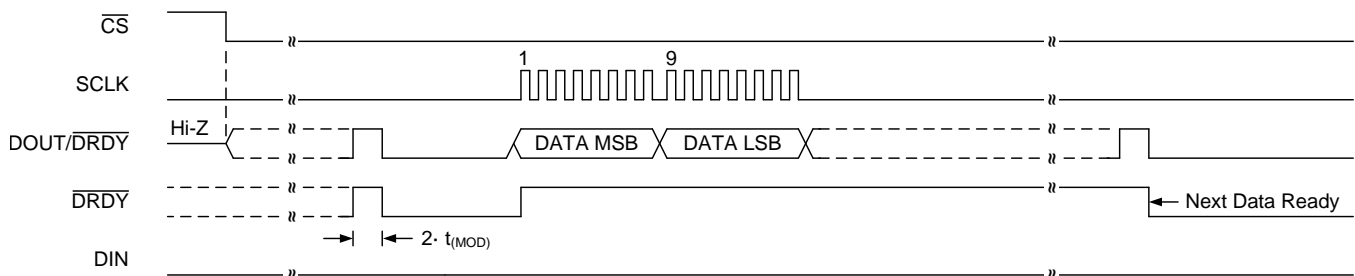 CS
1 9
SCLK
Hi-Z
DOUT/DRDY DATA MSB DATA LSB
DRDY
Next Data Ready
2· t(MOD)
DIN